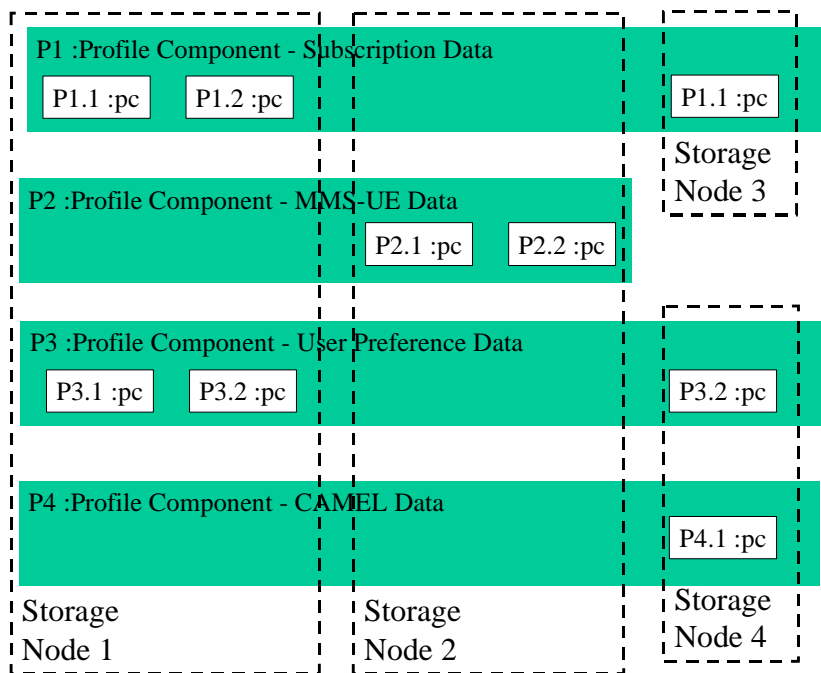 P1 :Profile Component - Subscription Data
P1.1 :pc
P1.2 :pc
P1.1 :pc
Storage
Node 3
P2 :Profile Component - MMS-UE Data
P2.1 :pc
P2.2 :pc
P3 :Profile Component - User Preference Data
P3.1 :pc
P3.2 :pc
P3.2 :pc
P4 :Profile Component - CAMEL Data
P4.1 :pc
Storage
Node 1
Storage
Node 2
Storage
Node 4